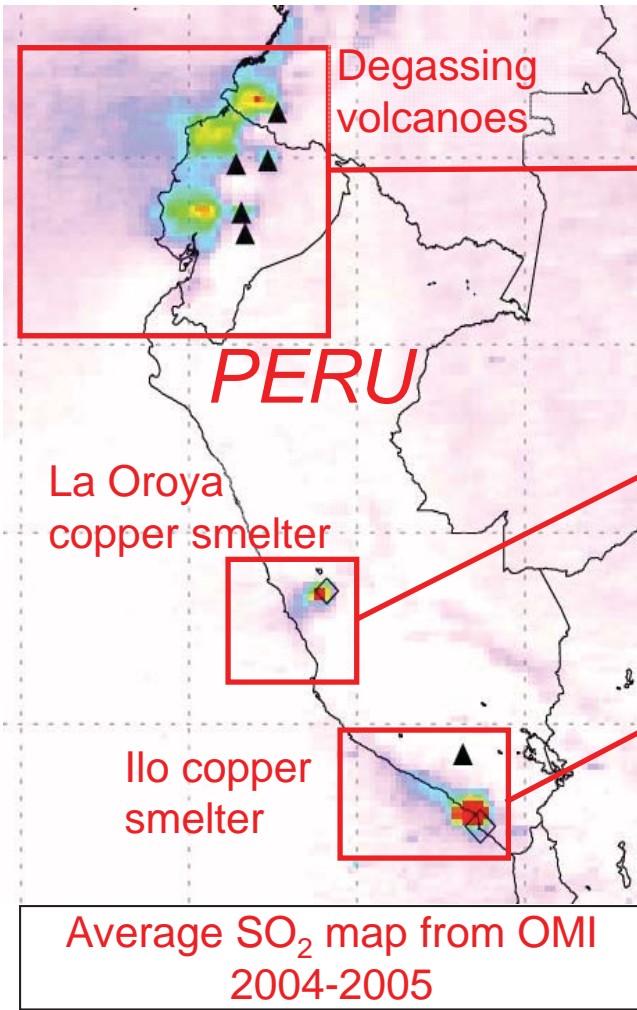 Degassing
volcanoes
PERU
La Oroya
copper smelter
Ilo copper
smelter
Average SO₂ map from OMI
2004-2005